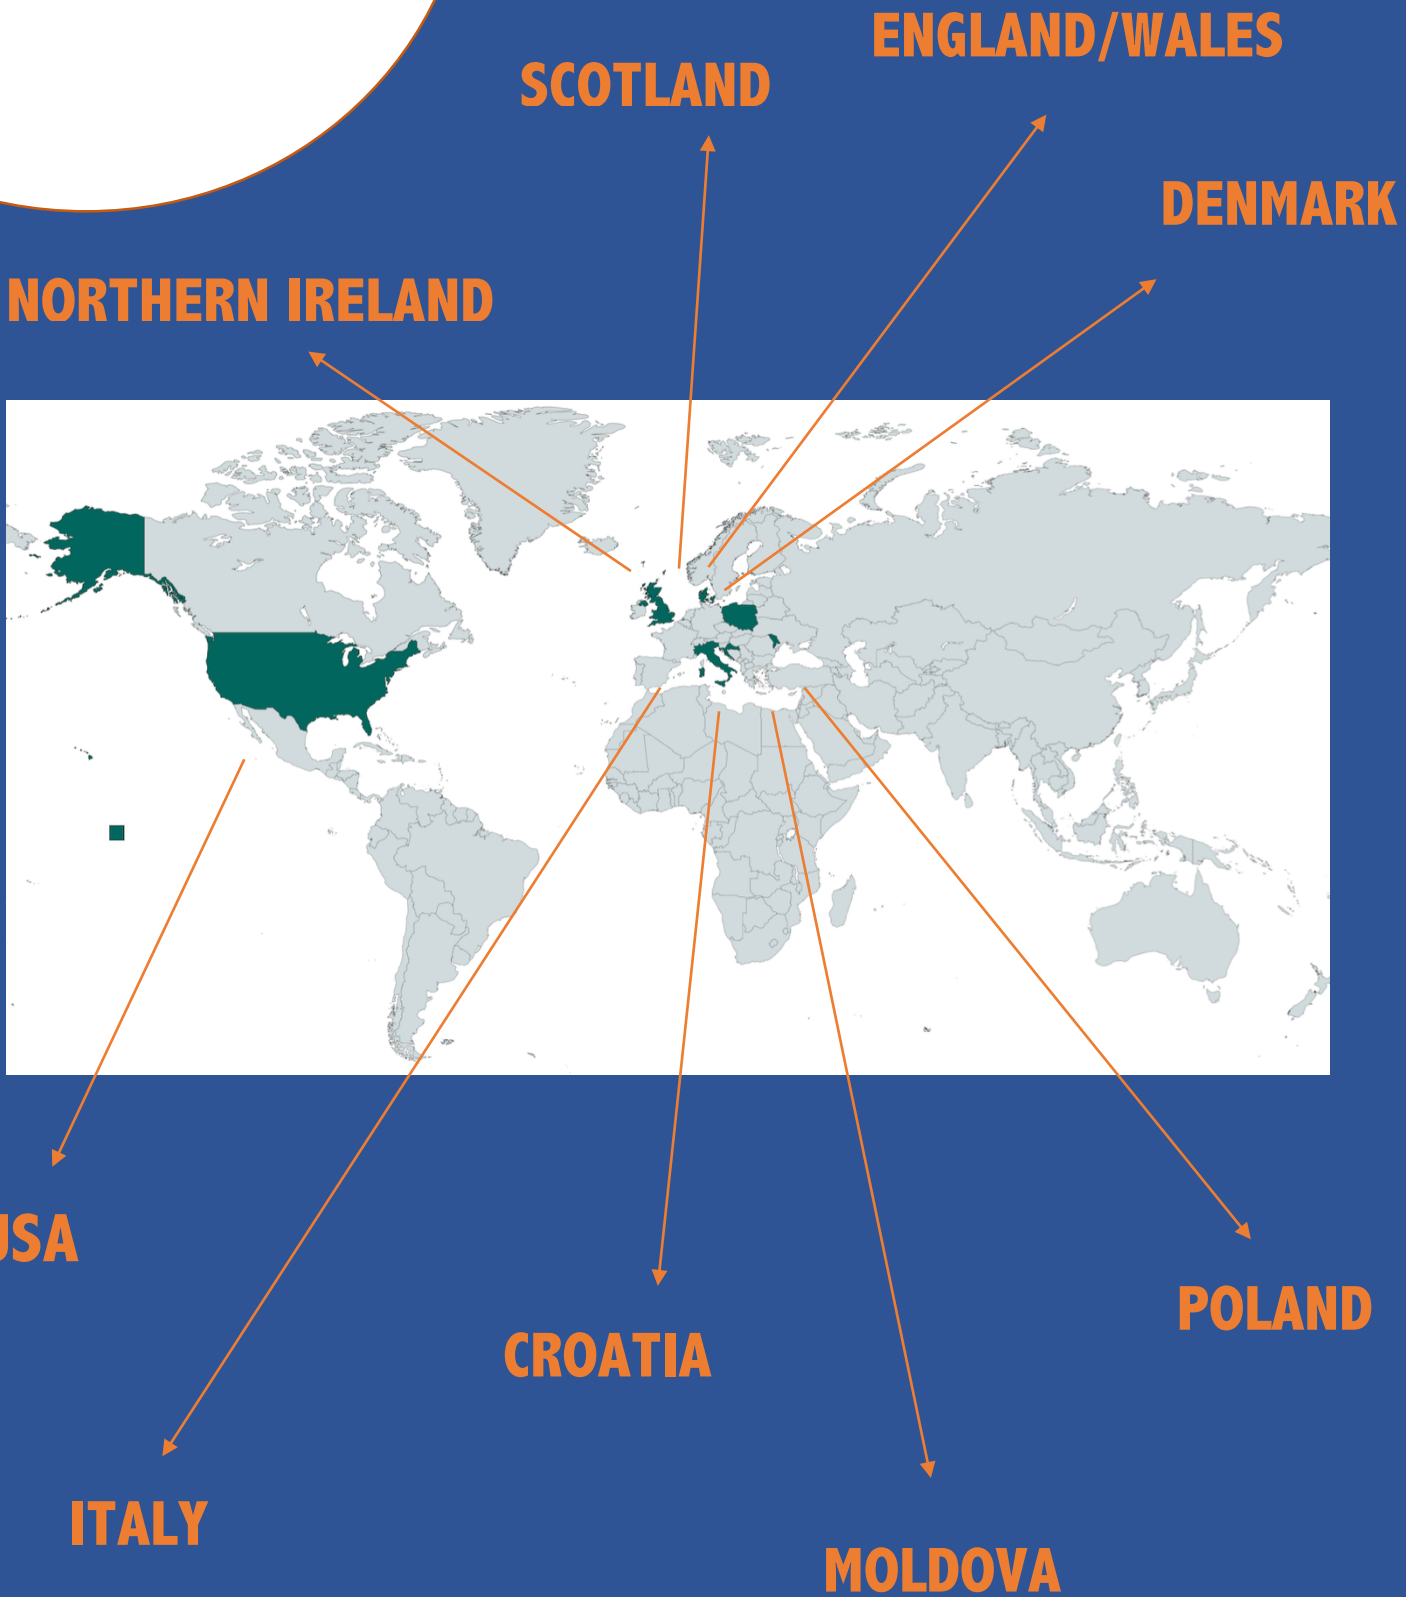 ENGLAND/WALES
SCOTLAND
DENMARK
NORTHERN IRELAND
USA
POLAND
CROATIA
ITALY
MOLDOVA